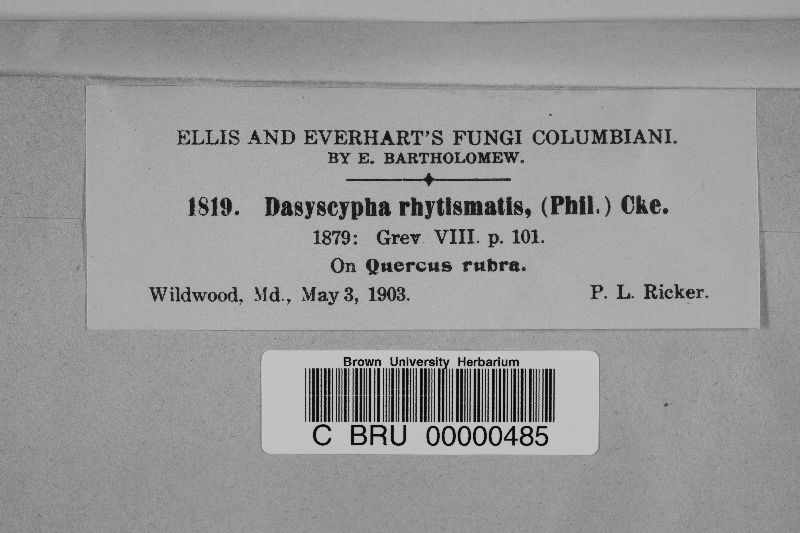 ELLIS AND EVERHART'S FUNGI COLUMBIANI.
BY E. BARTHOLOMEW.
1819. Dasyscypha rhytismatis, (Phil.) Cke.
1879: Grev VIII. p. 101.
On Quercus rubra.
Wildwood, Md., May 3, 1903. P. L. Ricker.
Brown University Herbarium
C BRU 00000485